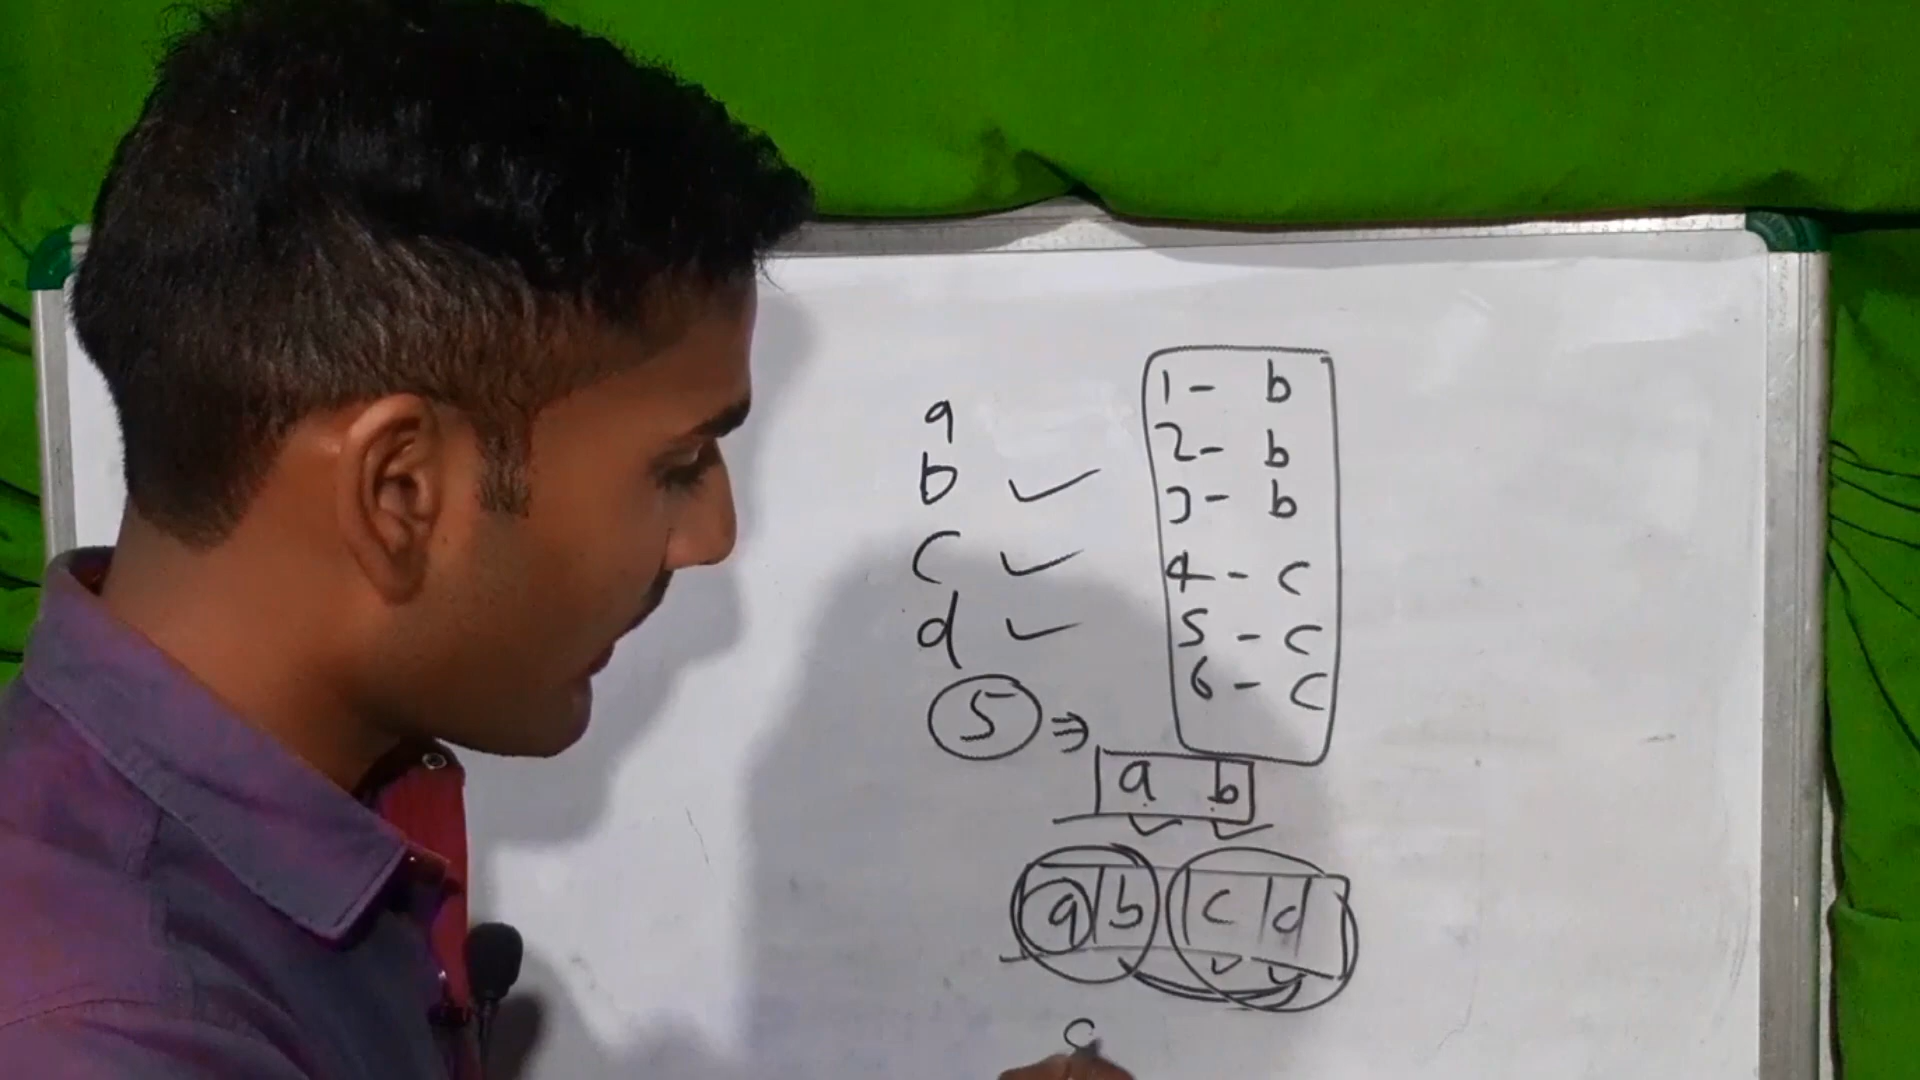 a
b ✓
c ✓
d ✓
5 ⇒
1 - b
2 - b
3 - b
4 - c
5 - c
6 - c
a b
a b c d